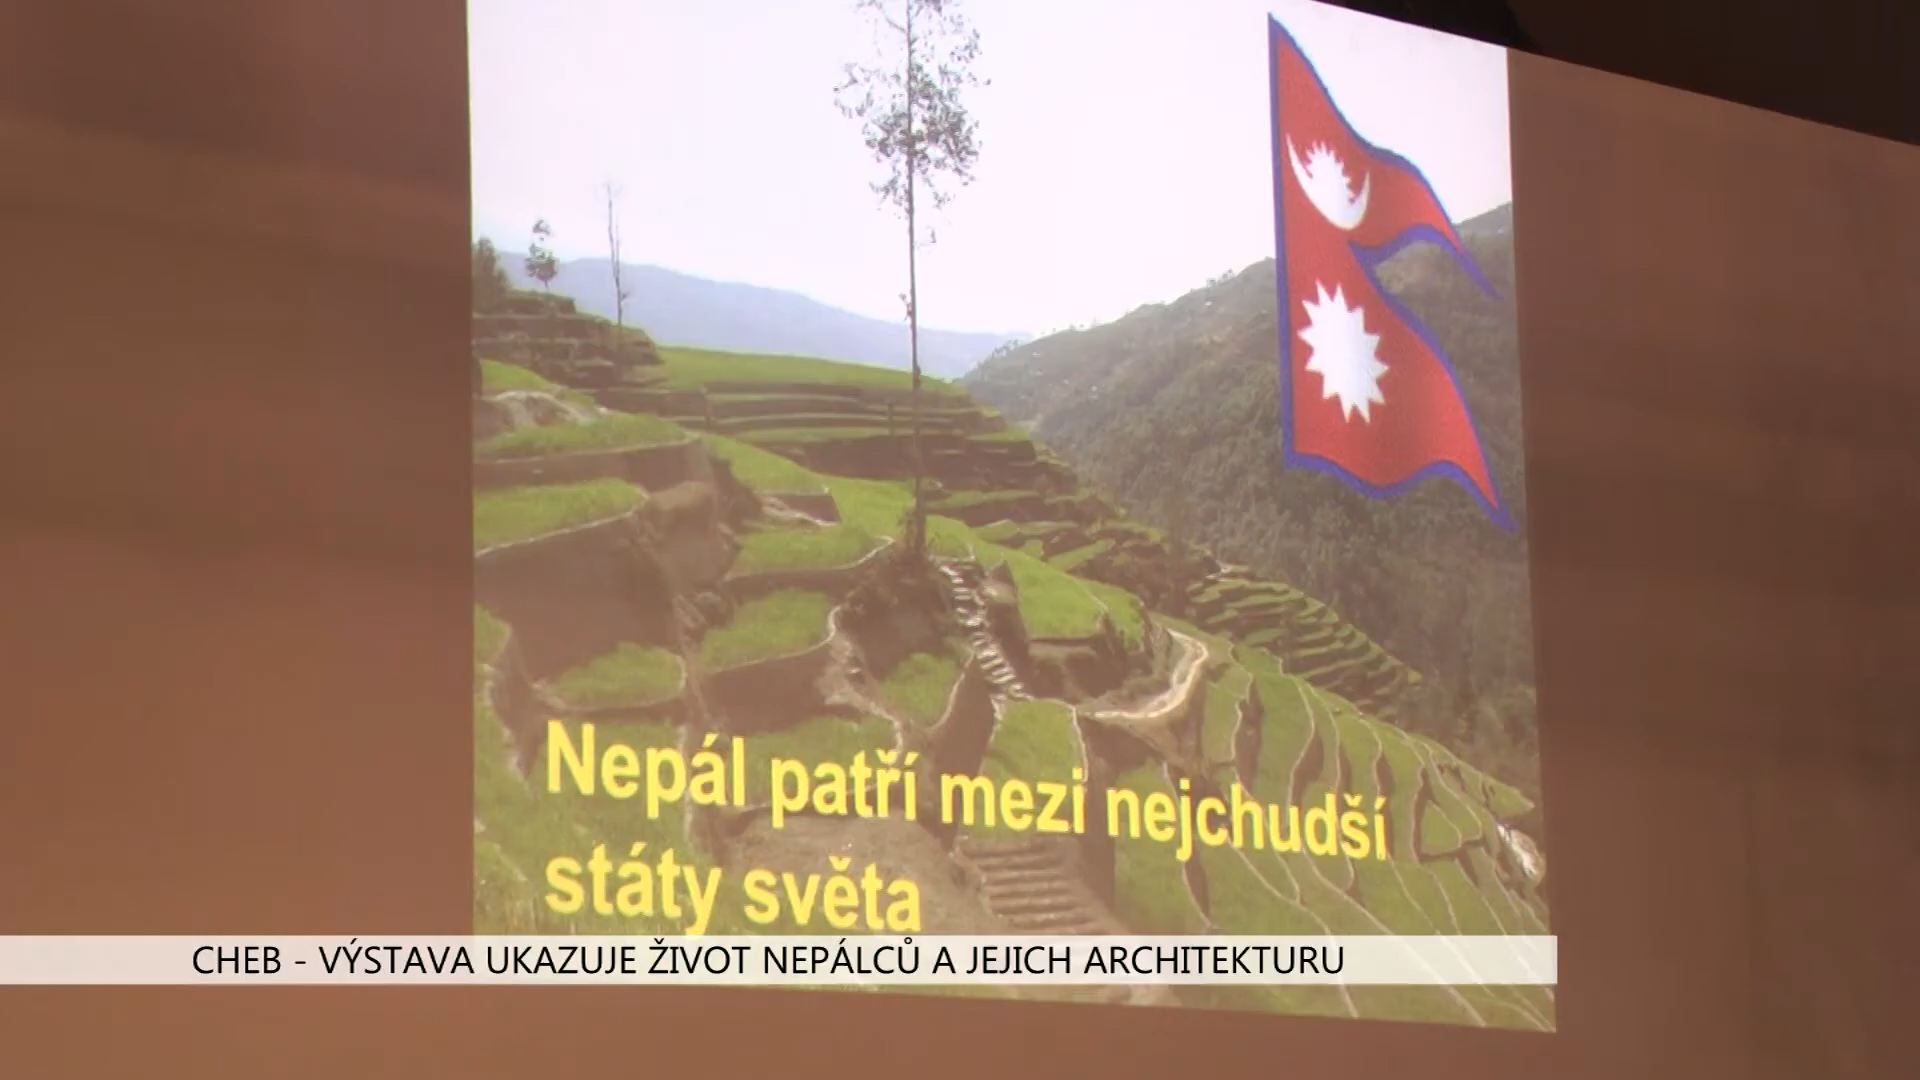 Nepál patří mezi nejchudší
státy světa
CHEB - VÝSTAVA UKAZUJE ŽIVOT NEPÁLCŮ A JEJICH ARCHITEKTURU